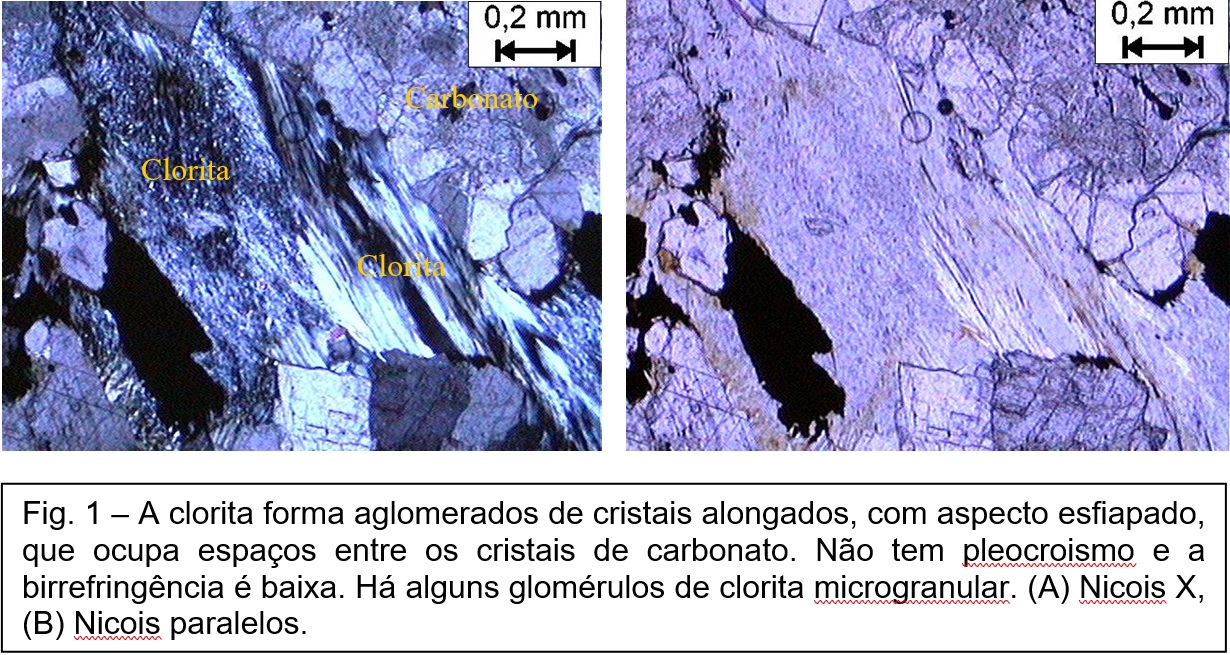 0,2 mm
0,2 mm
Carbonato
Clorita
Clorita
Fig. 1 – A clorita forma aglomerados de cristais alongados, com aspecto esfiapado,
que ocupa espaços entre os cristais de carbonato. Não tem pleocroismo e a
birrefringência é baixa. Há alguns glomérulos de clorita microgranular. (A) Nicois X,
(B) Nicois paralelos.